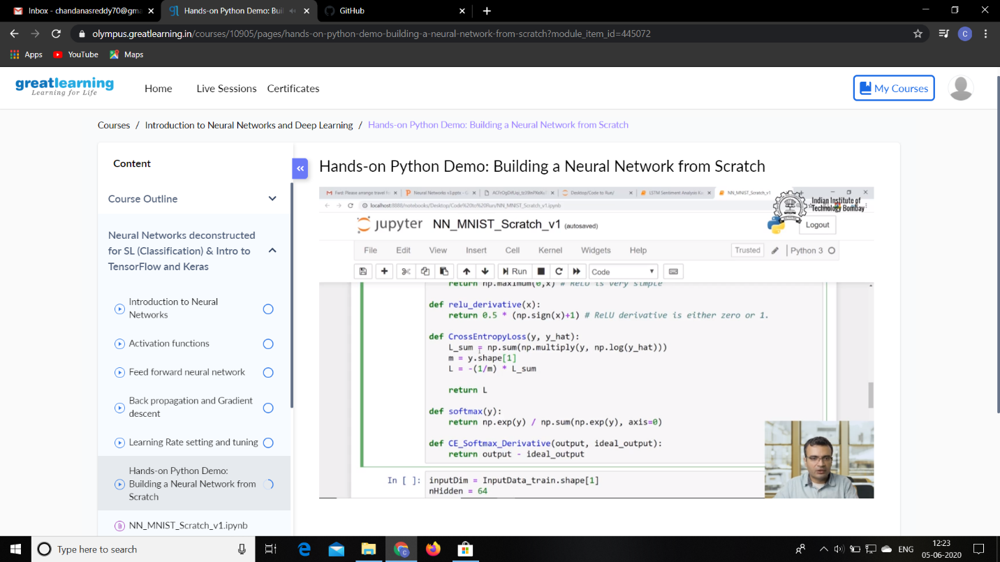 Inbox - chandanasreddy70@gma
Hands-on Python Demo: Bui
GitHub
olympus.greatlearning.in/courses/10905/pages/hands-on-python-demo-building-a-neural-network-from-scratch?module_item_id=445072
C
Apps
YouTube
Maps
greatlearning
Learning for Life
Home
Live Sessions
Certificates
My Courses
Courses / Introduction to Neural Networks and Deep Learning / Hands-on Python Demo: Building a Neural Network from Scratch
Content
Course Outline
Neural Networks deconstructed
for SL (Classification) & Intro to
TensorFlow and Keras
Introduction to Neural
Networks
Activation functions
Feed forward neural network
Back propagation and Gradient
descent
Learning Rate setting and tuning
Hands-on Python Demo:
Building a Neural Network from
Scratch
NN_MNIST_Scratch_v1.ipynb
Hands-on Python Demo: Building a Neural Network from Scratch
Fwd: Please arrange travel
Neural Networks v3.pptx - G
Desktop/Code to Run/
LSTM Sentiment Analysis
NN_MNIST_Scratch_v1
localhost:8888/notebooks/Desktop/Code%20to%20Run/NN_MNIST_Scratch_v1.ipynb
Indian Institute of
Technology Bombay
jupyter NN_MNIST_Scratch_v1 (autosaved)
Logout
File Edit View Insert Cell Kernel Widgets Help
Trusted
Python 3
Run
Code
return np.maximum(0,x) # ReLU is very simple
def relu_derivative(x):
return 0.5 * (np.sign(x)+1) # ReLU derivative is either zero or 1.
def CrossEntropyLoss(y, y_hat):
L_sum = np.sum(np.multiply(y, np.log(y_hat)))
m = y.shape[1]
L = -(1/m) * L_sum
return L
def softmax(y):
return np.exp(y) / np.sum(np.exp(y), axis=0)
def CE_Softmax_Derivative(output, ideal_output):
return output - ideal_output
In [ ]: inputDim = InputData_train.shape[1]
nHidden = 64
Type here to search
ENG
12:23
05-06-2020